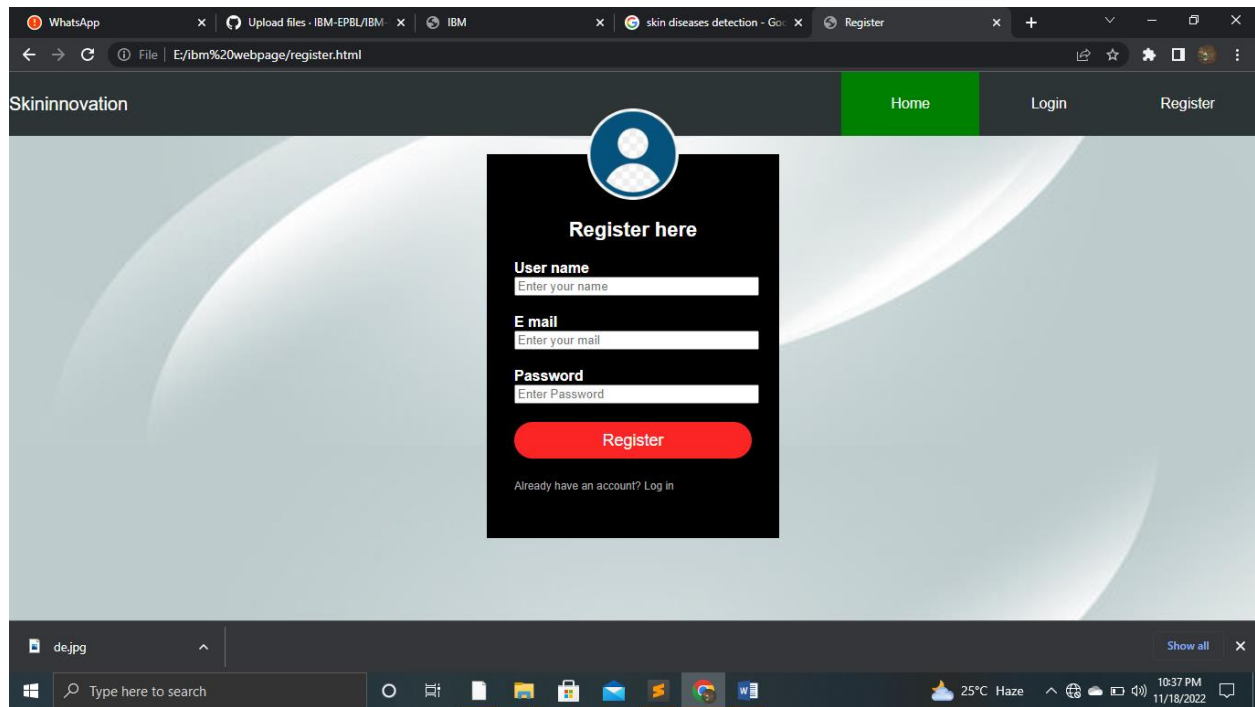 WhatsApp
Upload files · IBM-EPBL/IBM-
IBM
skin diseases detection - Goo
Register
File
E:/ibm%20webpage/register.html
Skininnovation
Home
Login
Register
Register here
User name
Enter your name
E mail
Enter your mail
Password
Enter Password
Register
Already have an account? Log in
de.jpg
Show all
Type here to search
25°C Haze
10:37 PM
11/18/2022